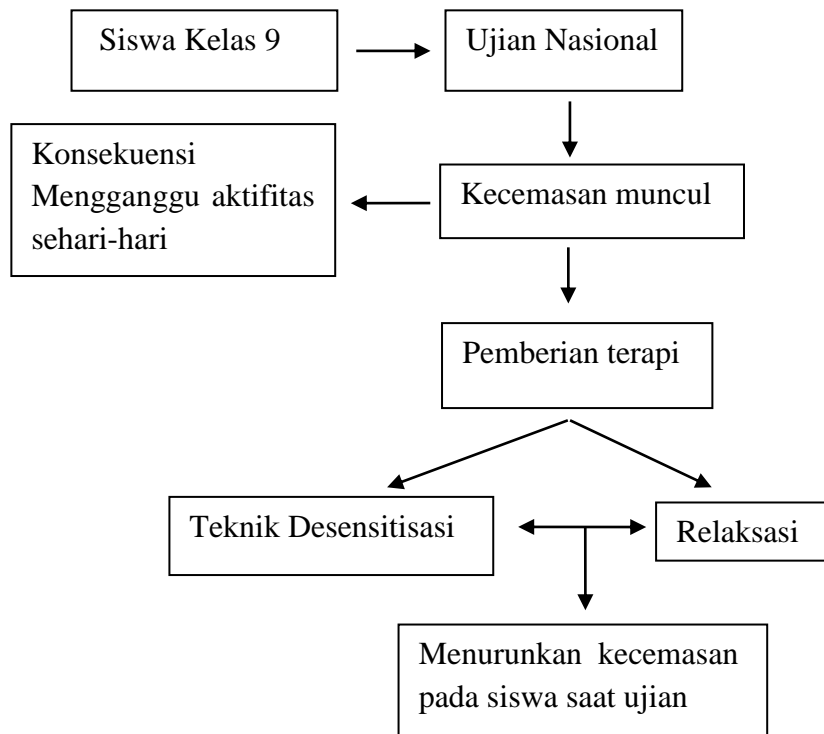 Siswa Kelas 9
Ujian Nasional
Konsekuensi
Mengganggu aktifitas
sehari-hari
Kecemasan muncul
Pemberian terapi
Teknik Desensitisasi
Relaksasi
Menurunkan kecemasan
pada siswa saat ujian